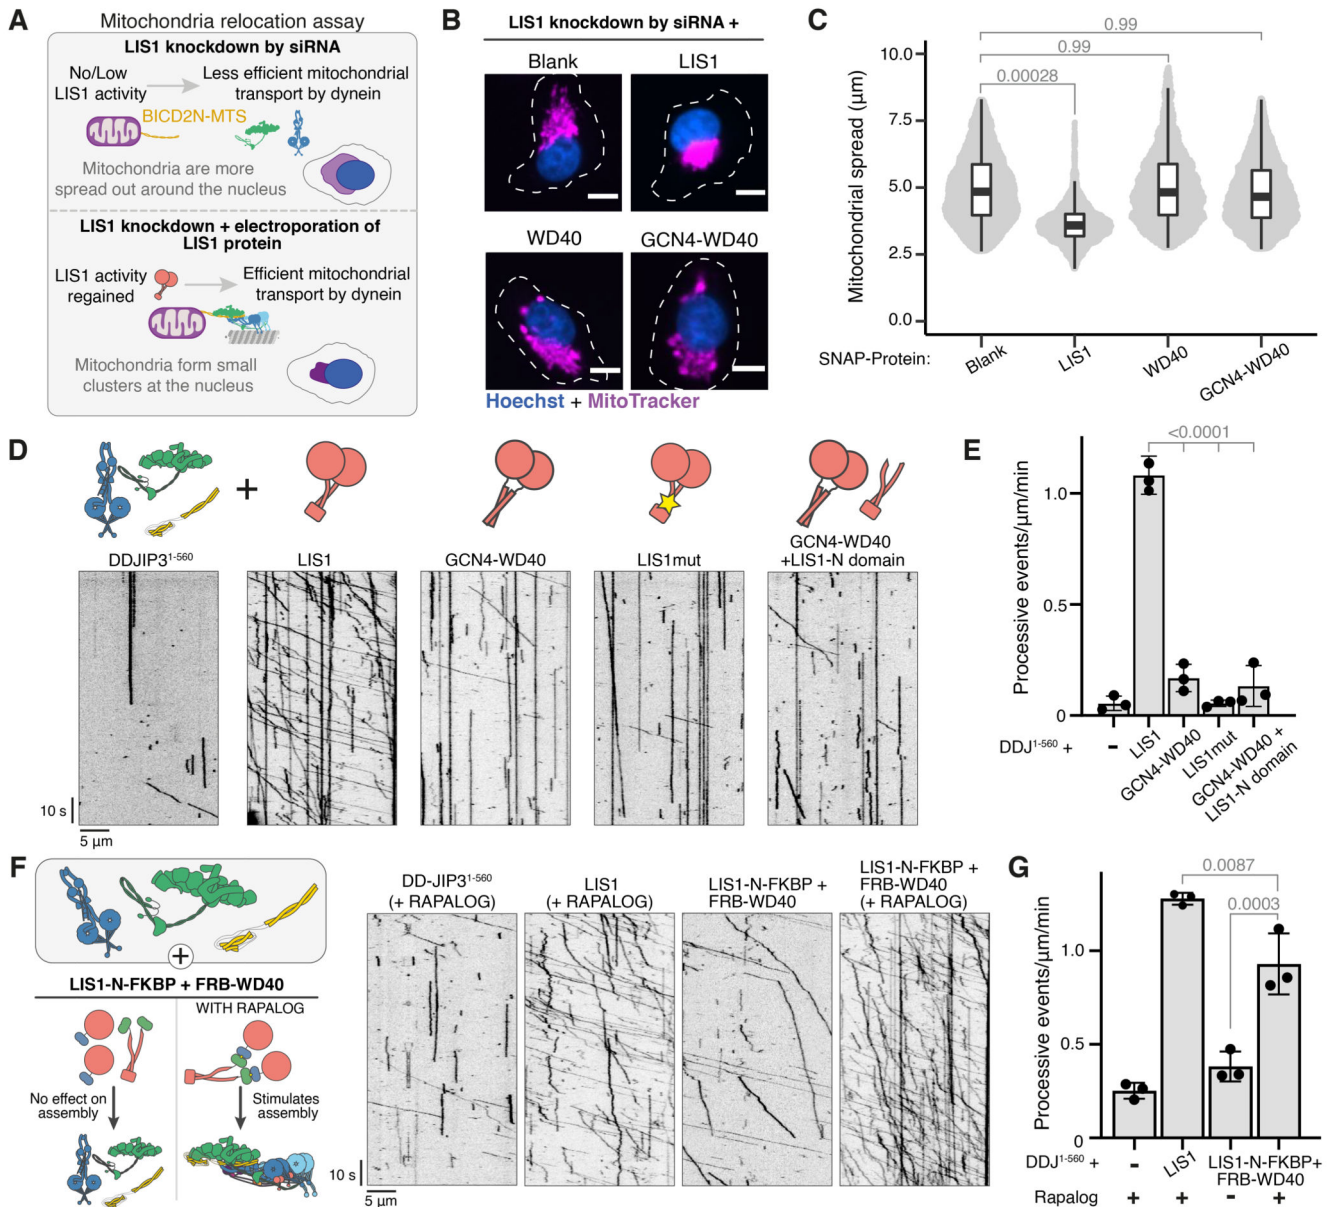 A
Mitochondria relocation assay
LIS1 knockdown by siRNA
No/Low
LIS1 activity
Less efficient mitochondrial
transport by dynein
BICD2N-MTS
Mitochondria are more
spread out around the nucleus
LIS1 knockdown + electroporation of
LIS1 protein
LIS1 activity
regained
Efficient mitochondrial
transport by dynein
Mitochondria form small
clusters at the nucleus
B
LIS1 knockdown by siRNA +
Blank
LIS1
WD40
GCN4-WD40
Hoechst + MitoTracker
C
0.99
0.99
0.00028
Mitochondrial spread (µm)
10.0
7.5
5.0
2.5
0.0
SNAP-Protein:
Blank
LIS1
WD40
GCN4-WD40
D
+
DDJIP3¹⁻⁵⁶⁰
LIS1
GCN4-WD40
LIS1mut
GCN4-WD40
+LIS1-N domain
10 s
5 µm
E
<0.0001
Processive events/µm/min
1.0
0.5
0
DDJ¹⁻⁵⁶⁰ +
-
LIS1
GCN4-WD40
LIS1mut
GCN4-WD40 +
LIS1-N domain
F
+
LIS1-N-FKBP + FRB-WD40
WITH RAPALOG
No effect on
assembly
Stimulates
assembly
DD-JIP3¹⁻⁵⁶⁰
(+ RAPALOG)
LIS1
(+ RAPALOG)
LIS1-N-FKBP +
FRB-WD40
LIS1-N-FKBP +
FRB-WD40
(+ RAPALOG)
10 s
5 µm
G
0.0087
0.0003
Processive events/µm/min
1.0
0.5
0
DDJ¹⁻⁵⁶⁰ +
-
LIS1
LIS1-N-FKBP+
FRB-WD40
Rapalog + + - +